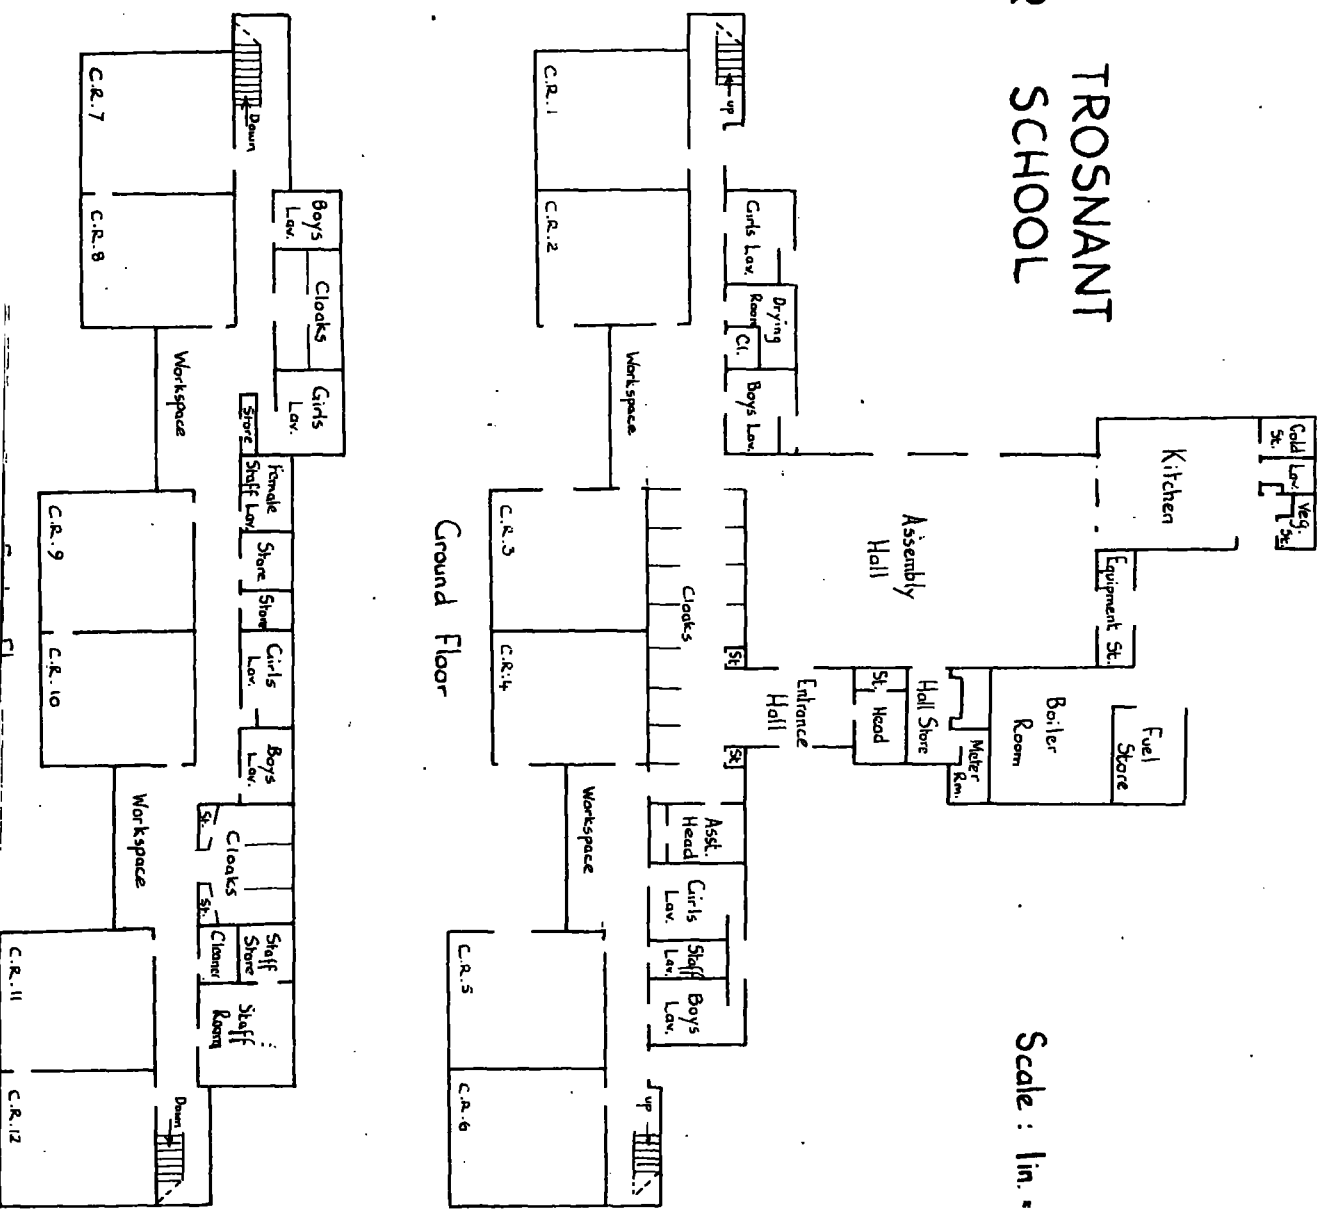 TROSNANT
SCHOOL
Scale : 1in. =
Cold
St.
Lav.
Veg.
St.
Kitchen
Equipment St.
Fuel
Store
Boiler
Room
Meter
Rm.
Hall Store
St.
Head
Assembly
Hall
Entrance
Hall
up
Girls Lav.
Drying
Room
Cl.
Boys Lav.
St
St
Cloaks
Asst.
Head
Girls
Lav.
Staff
Lav.
Boys
Lav.
up
C.R.1
C.R.2
Workspace
C.R.3
C.R.4
Workspace
C.R.5
C.R.6
Ground Floor
Down
Boys
Lav.
Cloaks
Girls
Lav.
Store
Female
Staff Lav.
Store
Store
Girls
Lav.
Boys
Lav.
St.
Cloaks
St.
Staff
Store
Cleaner
Staff
Room
Down
C.R.7
C.R.8
Workspace
C.R.9
C.R.10
Workspace
C.R.11
C.R.12